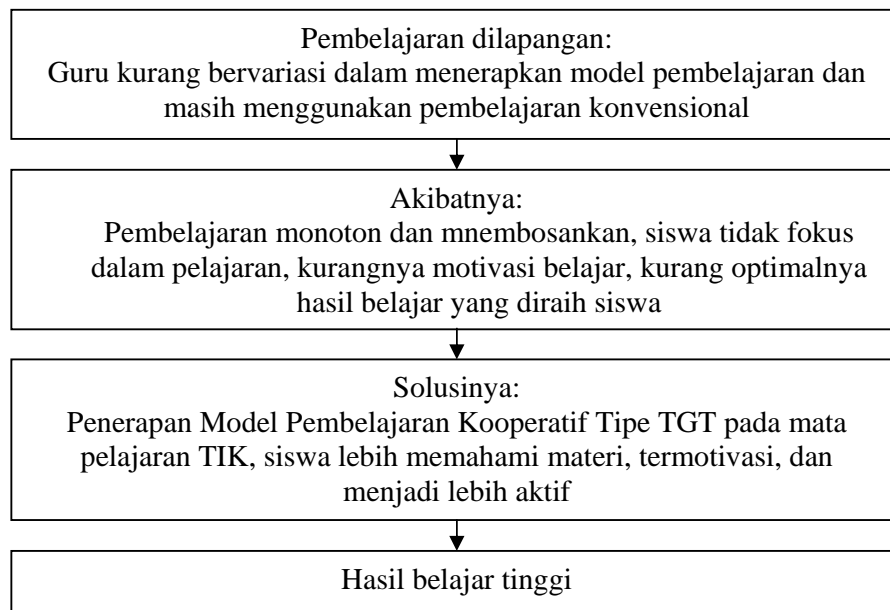 Pembelajaran dilapangan:
Guru kurang bervariasi dalam menerapkan model pembelajaran dan
masih menggunakan pembelajaran konvensional
Akibatnya:
Pembelajaran monoton dan mnembosankan, siswa tidak fokus
dalam pelajaran, kurangnya motivasi belajar, kurang optimalnya
hasil belajar yang diraih siswa
Solusinya:
Penerapan Model Pembelajaran Kooperatif Tipe TGT pada mata
pelajaran TIK, siswa lebih memahami materi, termotivasi, dan
menjadi lebih aktif
Hasil belajar tinggi